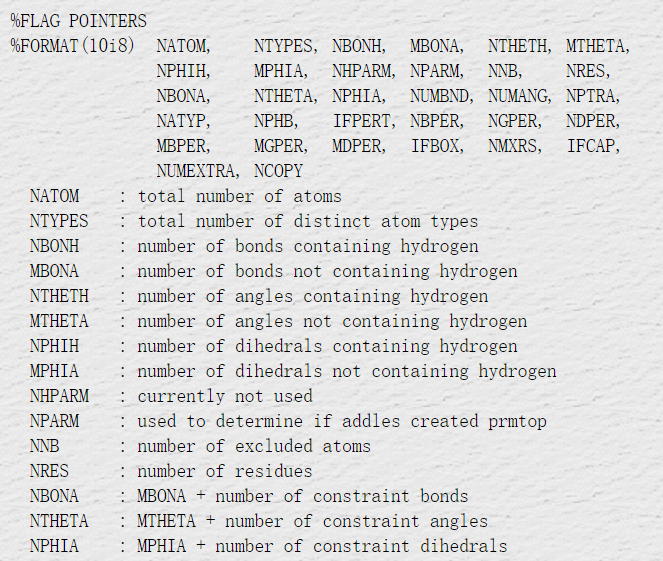 %FLAG POINTERS
%FORMAT(10i8)  NATOM,    NTYPES, NBONH,  MBONA,  NTHETH, MTHETA,
               NPHIH,    MPHIA,  NHPARM, NPARM,  NNB,    NRES,
               NBONA,    NTHETA, NPHIA,  NUMBND, NUMANG, NPTRA,
               NATYP,    NPHB,   IFPERT, NBPER,  NGPER,  NDPER,
               MBPER,    MGPER,  MDPER,  IFBOX,  NMXRS,  IFCAP,
               NUMEXTRA, NCOPY
  NATOM    : total number of atoms
  NTYPES   : total number of distinct atom types
  NBONH    : number of bonds containing hydrogen
  MBONA    : number of bonds not containing hydrogen
  NTHETH   : number of angles containing hydrogen
  MTHETA   : number of angles not containing hydrogen
  NPHIH    : number of dihedrals containing hydrogen
  MPHIA    : number of dihedrals not containing hydrogen
  NHPARM   : currently not used
  NPARM    : used to determine if addles created prmtop
  NNB      : number of excluded atoms
  NRES     : number of residues
  NBONA    : MBONA + number of constraint bonds
  NTHETA   : MTHETA + number of constraint angles
  NPHIA    : MPHIA + number of constraint dihedrals